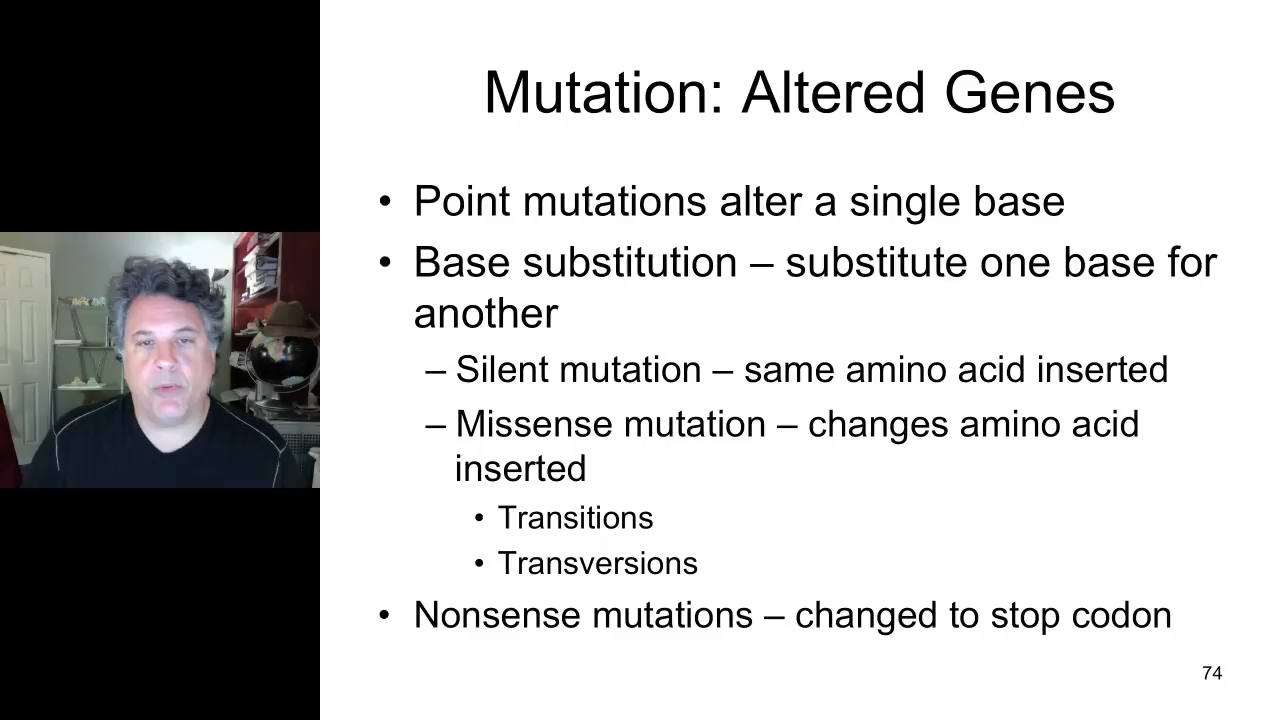 Mutation: Altered Genes
• Point mutations alter a single base
• Base substitution – substitute one base for
another
– Silent mutation – same amino acid inserted
– Missense mutation – changes amino acid
inserted
• Transitions
• Transversions
• Nonsense mutations – changed to stop codon
74